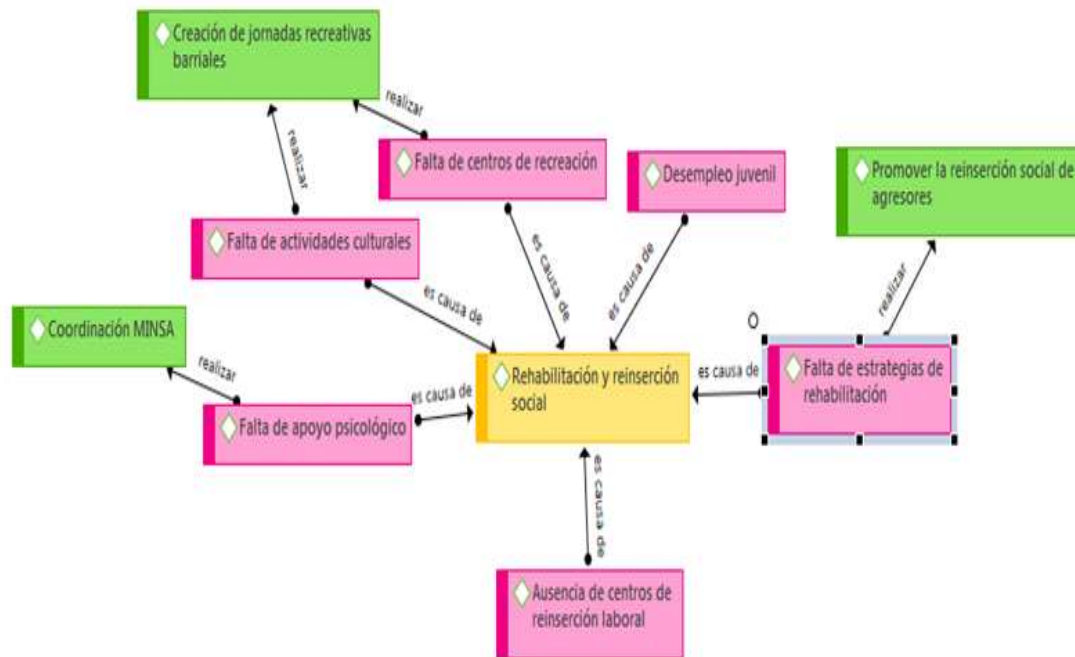 Creación de jornadas recreativas
barriales
realizar
realizar
Falta de centros de recreación
Desempleo juvenil
Promover la reinserción social de
agresores
Falta de actividades culturales
es causa de
es causa de
es causa de
realizar
Coordinación MINSA
realizar
Rehabilitación y reinserción
social
es causa de
Falta de estrategias de
rehabilitación
es causa de
Falta de apoyo psicológico
es causa de
Ausencia de centros de
reinserción laboral